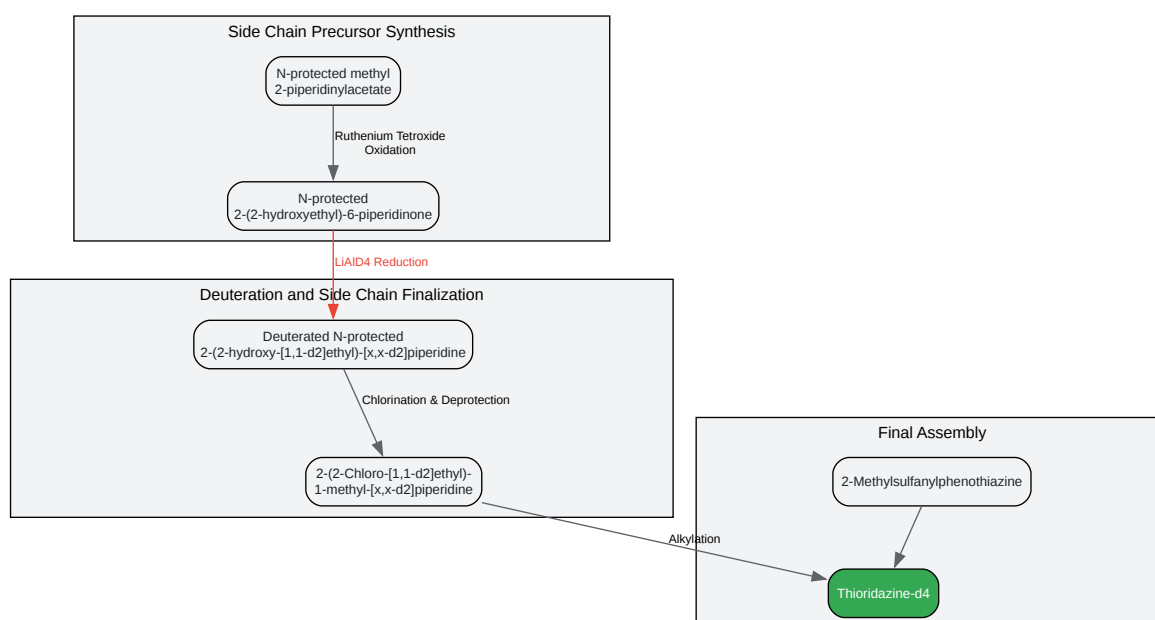 Side Chain Precursor Synthesis
N-protected methyl
2-piperidinylacetate
Ruthenium Tetroxide
Oxidation
N-protected
2-(2-hydroxyethyl)-6-piperidinone
LiAlD4 Reduction
Deuteration and Side Chain Finalization
Deuterated N-protected
2-(2-hydroxy-[1,1-d2]ethyl)-[x,x-d2]piperidine
Chlorination & Deprotection
2-(2-Chloro-[1,1-d2]ethyl)-
1-methyl-[x,x-d2]piperidine
Alkylation
Final Assembly
2-Methylsulfanylphenothiazine
Thioridazine-d4